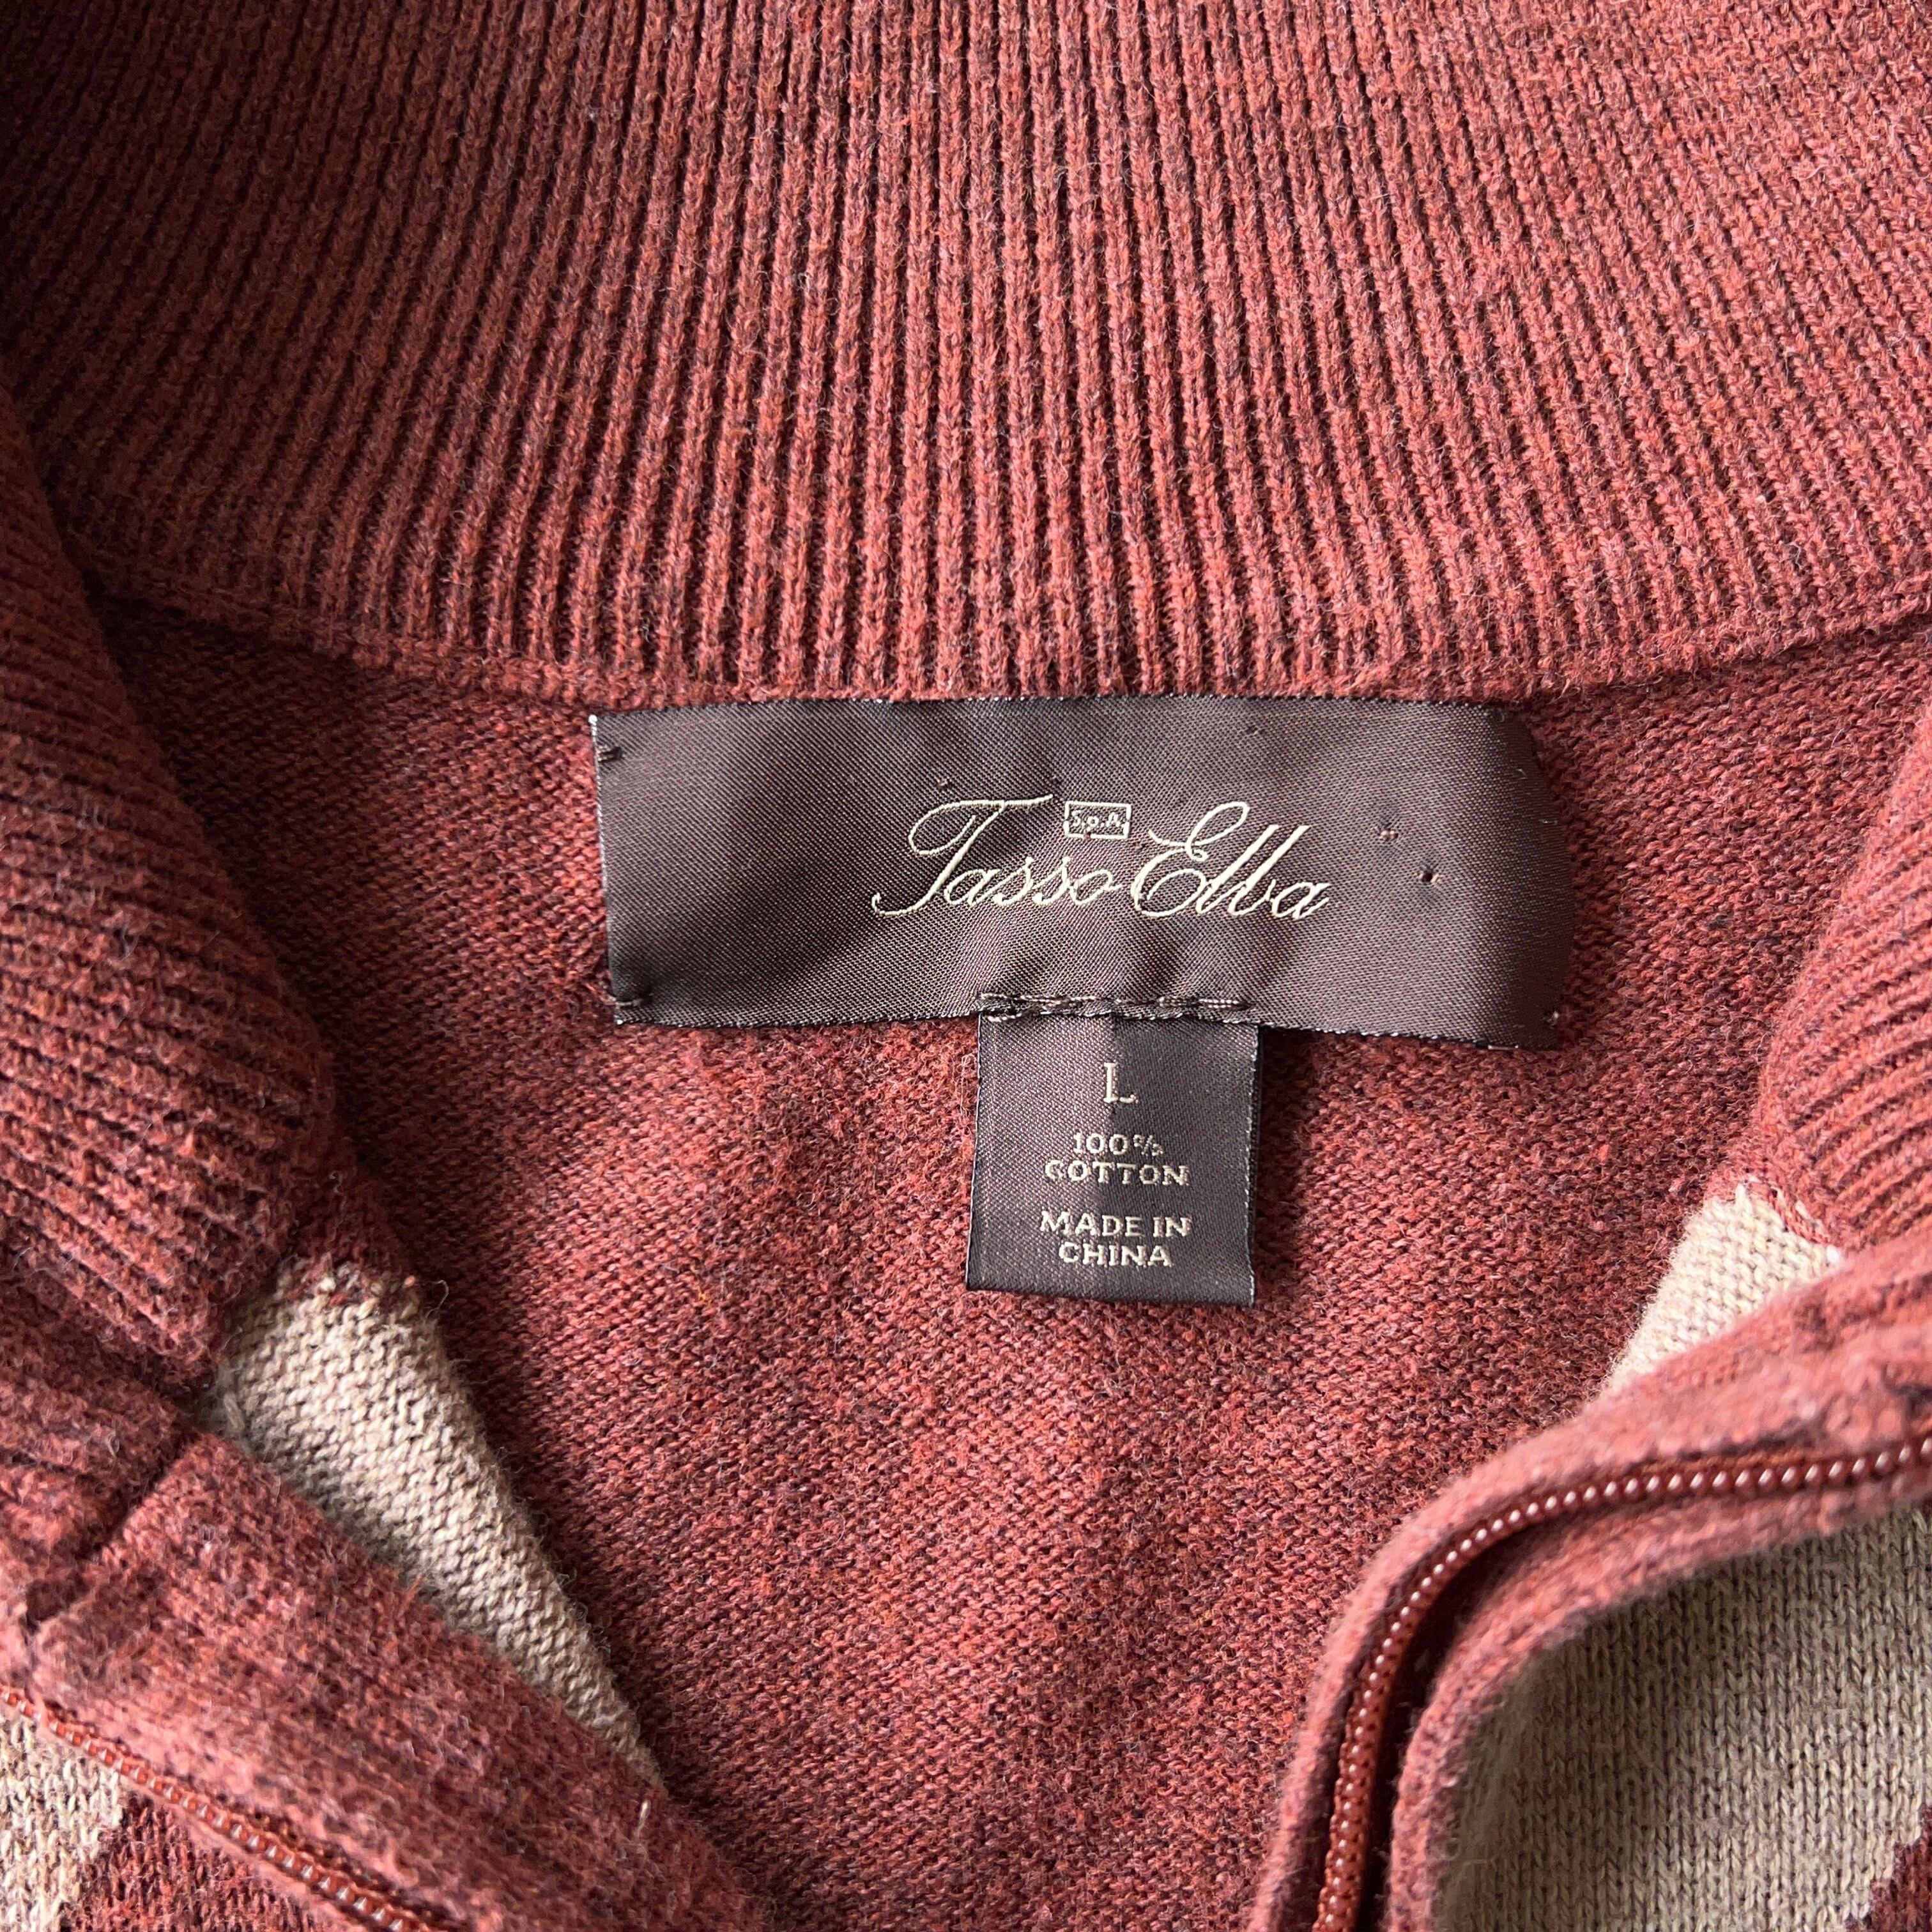 S.p.A.
Tasso Elba
L
100%
COTTON
MADE IN
CHINA